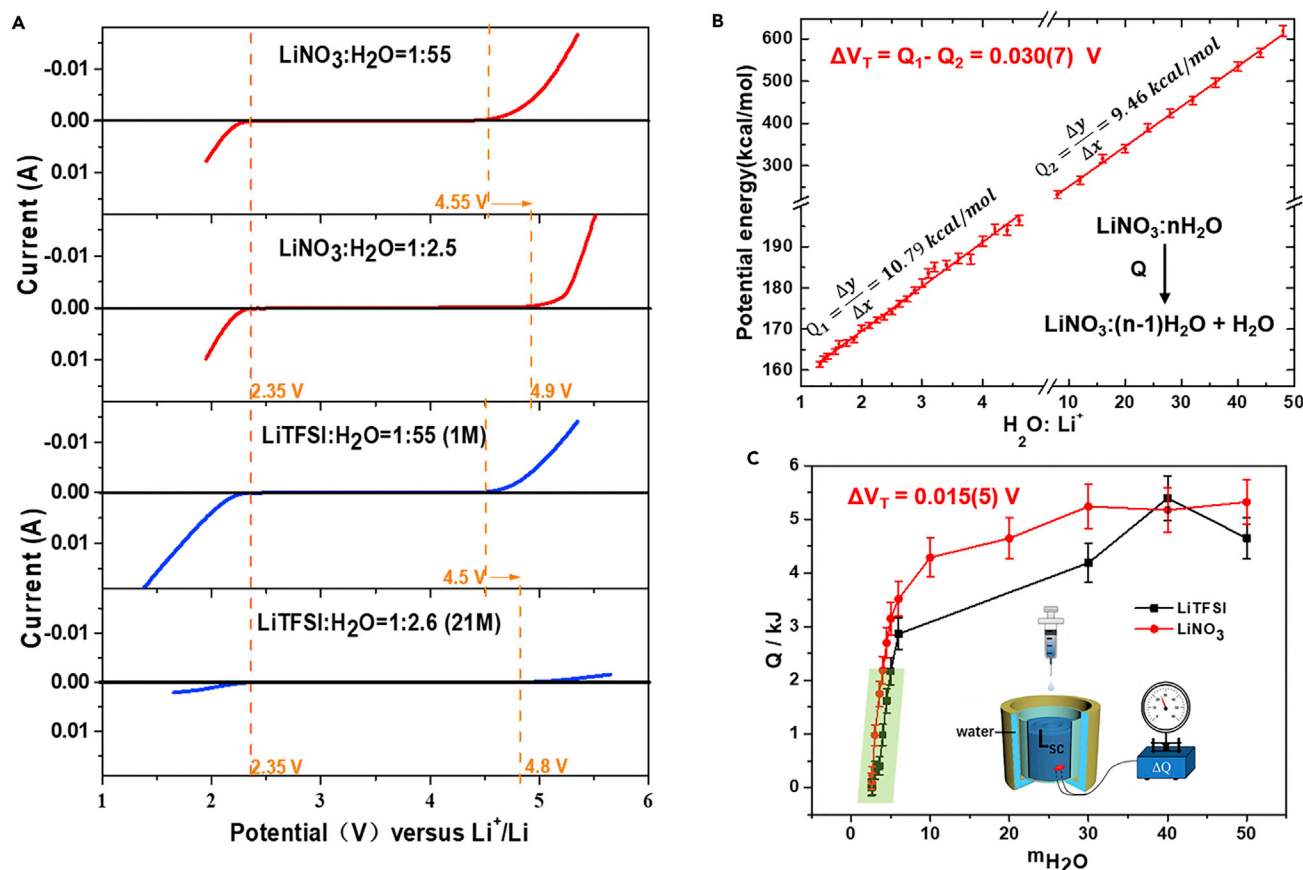 A
LiNO3:H2O=1:55
-0.01
0.00
0.01
4.55 V
LiNO3:H2O=1:2.5
-0.01
0.00
0.01
2.35 V
4.9 V
LiTFSI:H2O=1:55 (1M)
-0.01
0.00
0.01
4.5 V
LiTFSI:H2O=1:2.6 (21M)
-0.01
0.00
0.01
2.35 V
4.8 V
Current (A)
Current (A)
1 2 3 4 5 6
Potential（V）versus Li+/Li
B
ΔVT = Q1- Q2 = 0.030(7) V
Q1 = Δy/Δx = 10.79 kcal/mol
Q2 = Δy/Δx = 9.46 kcal/mol
LiNO3:nH2O
Q
LiNO3:(n-1)H2O + H2O
Potential energy(kcal/mol)
600
500
400
300
190
180
170
160
2 3 4 10 20 30 40 50
H2O: Li+
C
ΔVT = 0.015(5) V
LiTFSI
LiNO3
water
LSC
ΔQ
Q / kJ
6
5
4
3
2
1
0
0 10 20 30 40 50
mH2O